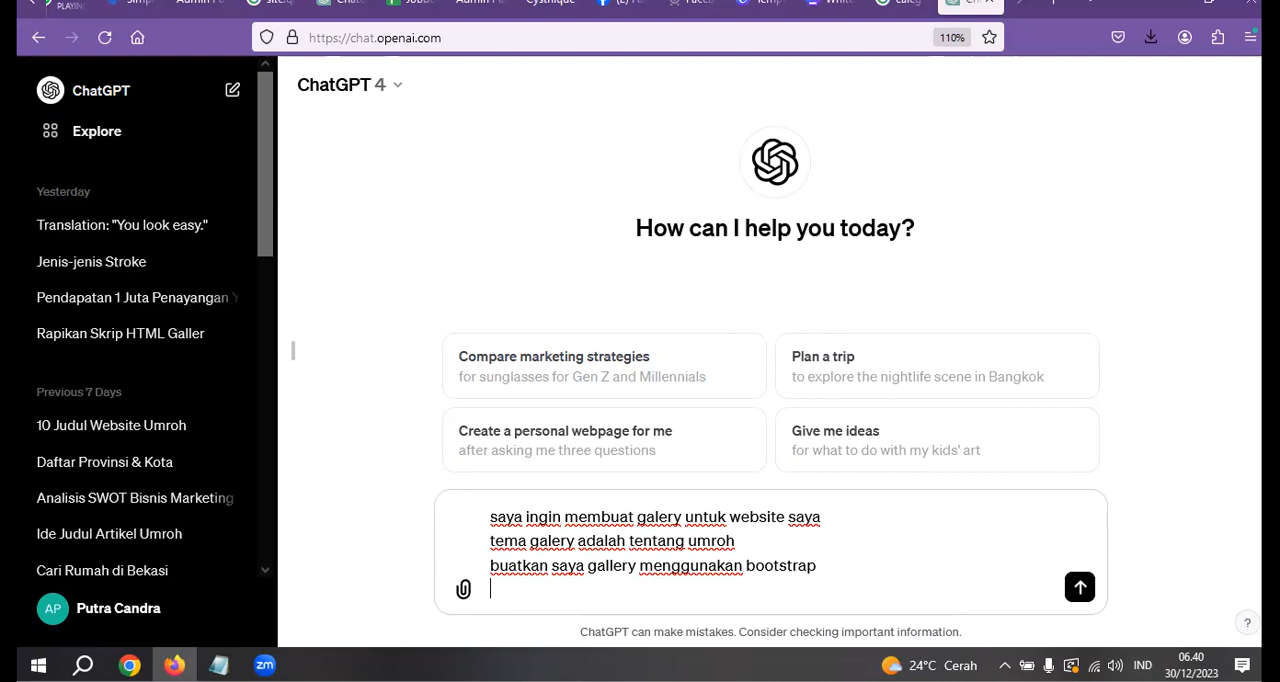 PLAYING
https://chat.openai.com
110%
ChatGPT
Explore
Yesterday
Translation: "You look easy."
Jenis-jenis Stroke
Pendapatan 1 Juta Penayangan
Rapikan Skrip HTML Galler
Previous 7 Days
10 Judul Website Umroh
Daftar Provinsi & Kota
Analisis SWOT Bisnis Marketing
Ide Judul Artikel Umroh
Cari Rumah di Bekasi
AP Putra Candra
ChatGPT 4
How can I help you today?
Compare marketing strategies
for sunglasses for Gen Z and Millennials
Plan a trip
to explore the nightlife scene in Bangkok
Create a personal webpage for me
after asking me three questions
Give me ideas
for what to do with my kids' art
saya ingin membuat galery untuk website saya
tema galery adalah tentang umroh
buatkan saya gallery menggunakan bootstrap
ChatGPT can make mistakes. Consider checking important information.
?
zm
24°C Cerah
IND
06.40
30/12/2023